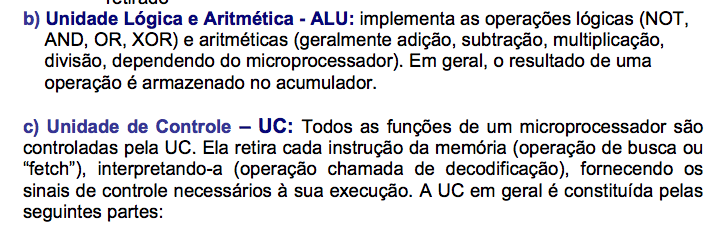 retirado
b) Unidade Lógica e Aritmética - ALU: implementa as operações lógicas (NOT,
AND, OR, XOR) e aritméticas (geralmente adição, subtração, multiplicação,
divisão, dependendo do microprocessador). Em geral, o resultado de uma
operação é armazenado no acumulador.
c) Unidade de Controle – UC: Todos as funções de um microprocessador são
controladas pela UC. Ela retira cada instrução da memória (operação de busca ou
“fetch”), interpretando-a (operação chamada de decodificação), fornecendo os
sinais de controle necessários à sua execução. A UC em geral é constituída pelas
seguintes partes: